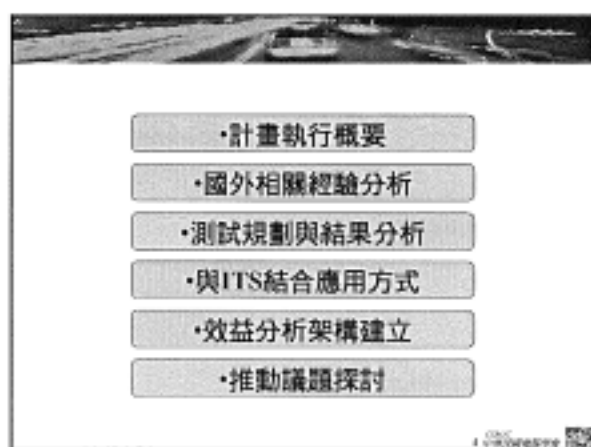 •計畫執行概要
•國外相關經驗分析
•測試規劃與結果分析
•與ITS結合應用方式
•效益分析架構建立
•推動議題探討
4